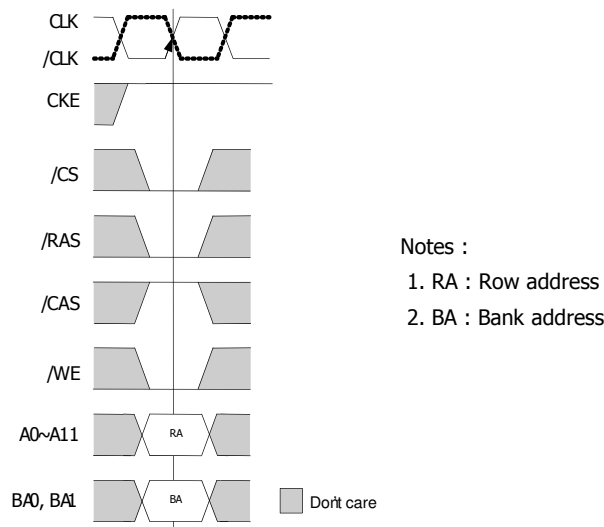 CLK
/CLK
CKE
/CS
/RAS
/CAS
/WE
A0~A11
RA
BA0, BA1
BA
Don't care
Notes :
1. RA : Row address
2. BA : Bank address